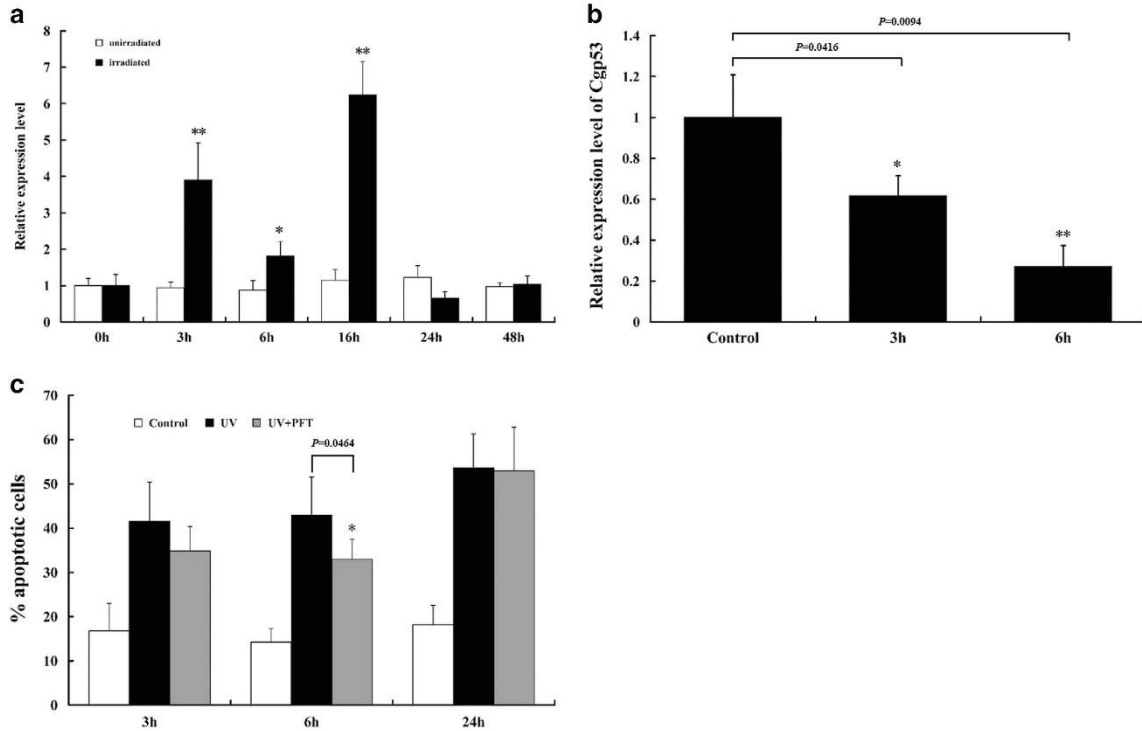 a
Relative expression level
8
7
6
5
4
3
2
1
0
unirradiated
irradiated
**
*
**
0h 3h 6h 16h 24h 48h
b
Relative expression level of Cgp53
1.4
1.2
1
0.8
0.6
0.4
0.2
0
P=0.0094
P=0.0416
*
**
Control 3h 6h
c
% apoptotic cells
70
60
50
40
30
20
10
0
Control UV UV+PFT
P=0.0464
*
3h 6h 24h